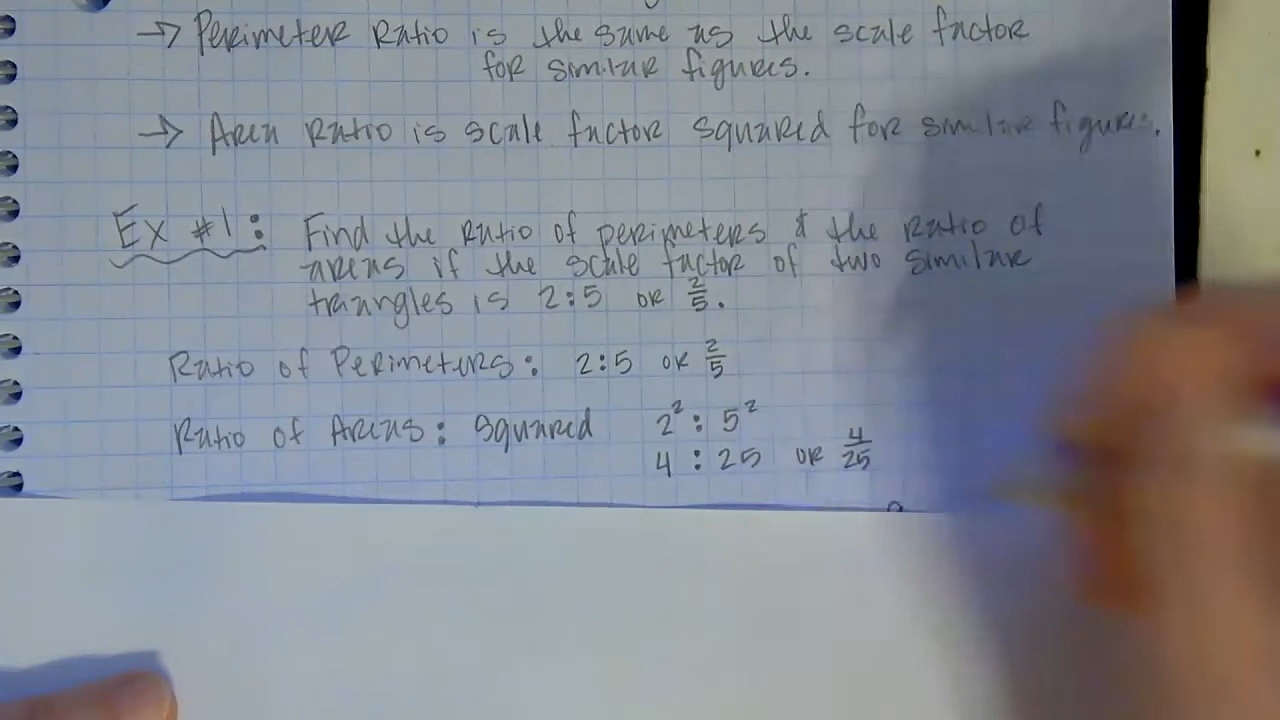 → Perimeter Ratio is the same as the scale factor
for similar figures.
→ Area Ratio is scale factor squared for similar figures.
Ex #1: Find the Ratio of perimeters & the Ratio of
areas if the scale factor of two similar
triangles is 2:5 or 2/5.
Ratio of Perimeters: 2:5 or 2/5
Ratio of Areas: squared 2² : 5²
4 : 25 or 4/25